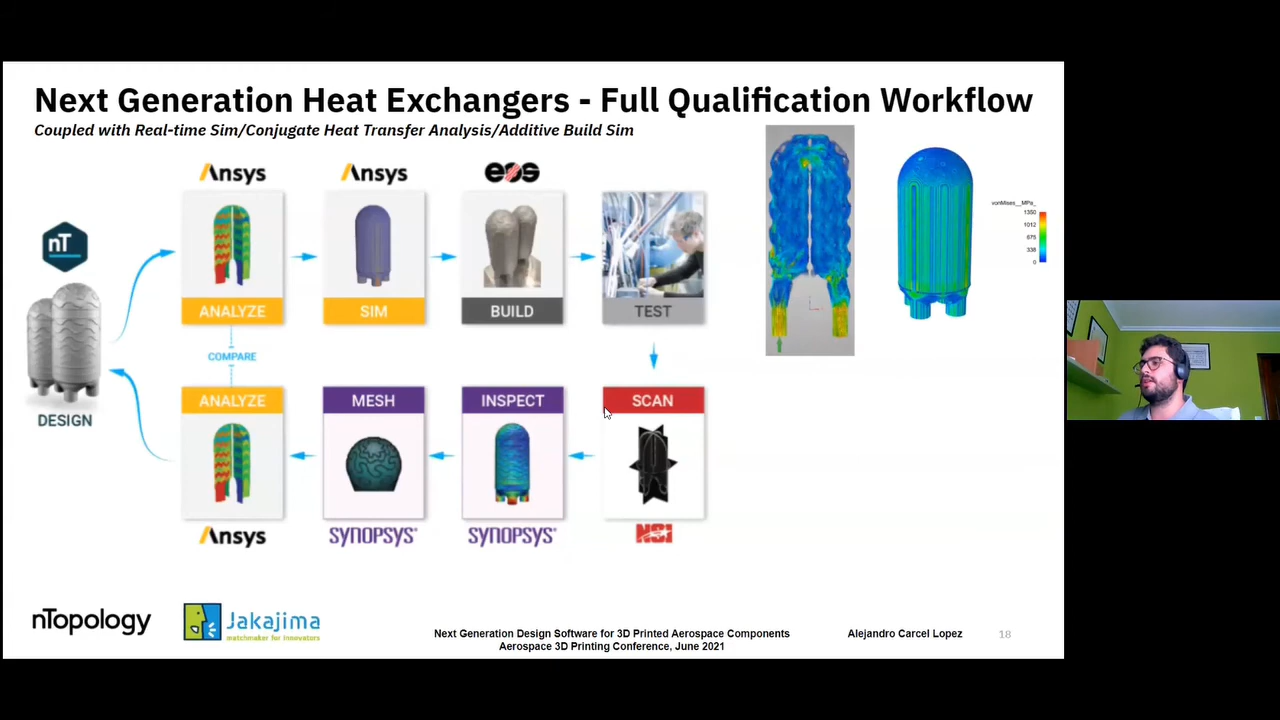 Next Generation Heat Exchangers - Full Qualification Workflow
Coupled with Real-time Sim/Conjugate Heat Transfer Analysis/Additive Build Sim
Ansys
Ansys
eos
nT
ANALYZE
SIM
BUILD
TEST
vonMises__MPa_
1350
1012
675
338
0
COMPARE
DESIGN
ANALYZE
MESH
INSPECT
SCAN
Ansys
SYNOPSYS®
SYNOPSYS®
NSI
nTopology
Jakajima
matchmaker for innovators
Next Generation Design Software for 3D Printed Aerospace Components
Aerospace 3D Printing Conference, June 2021
Alejandro Carcel Lopez
18